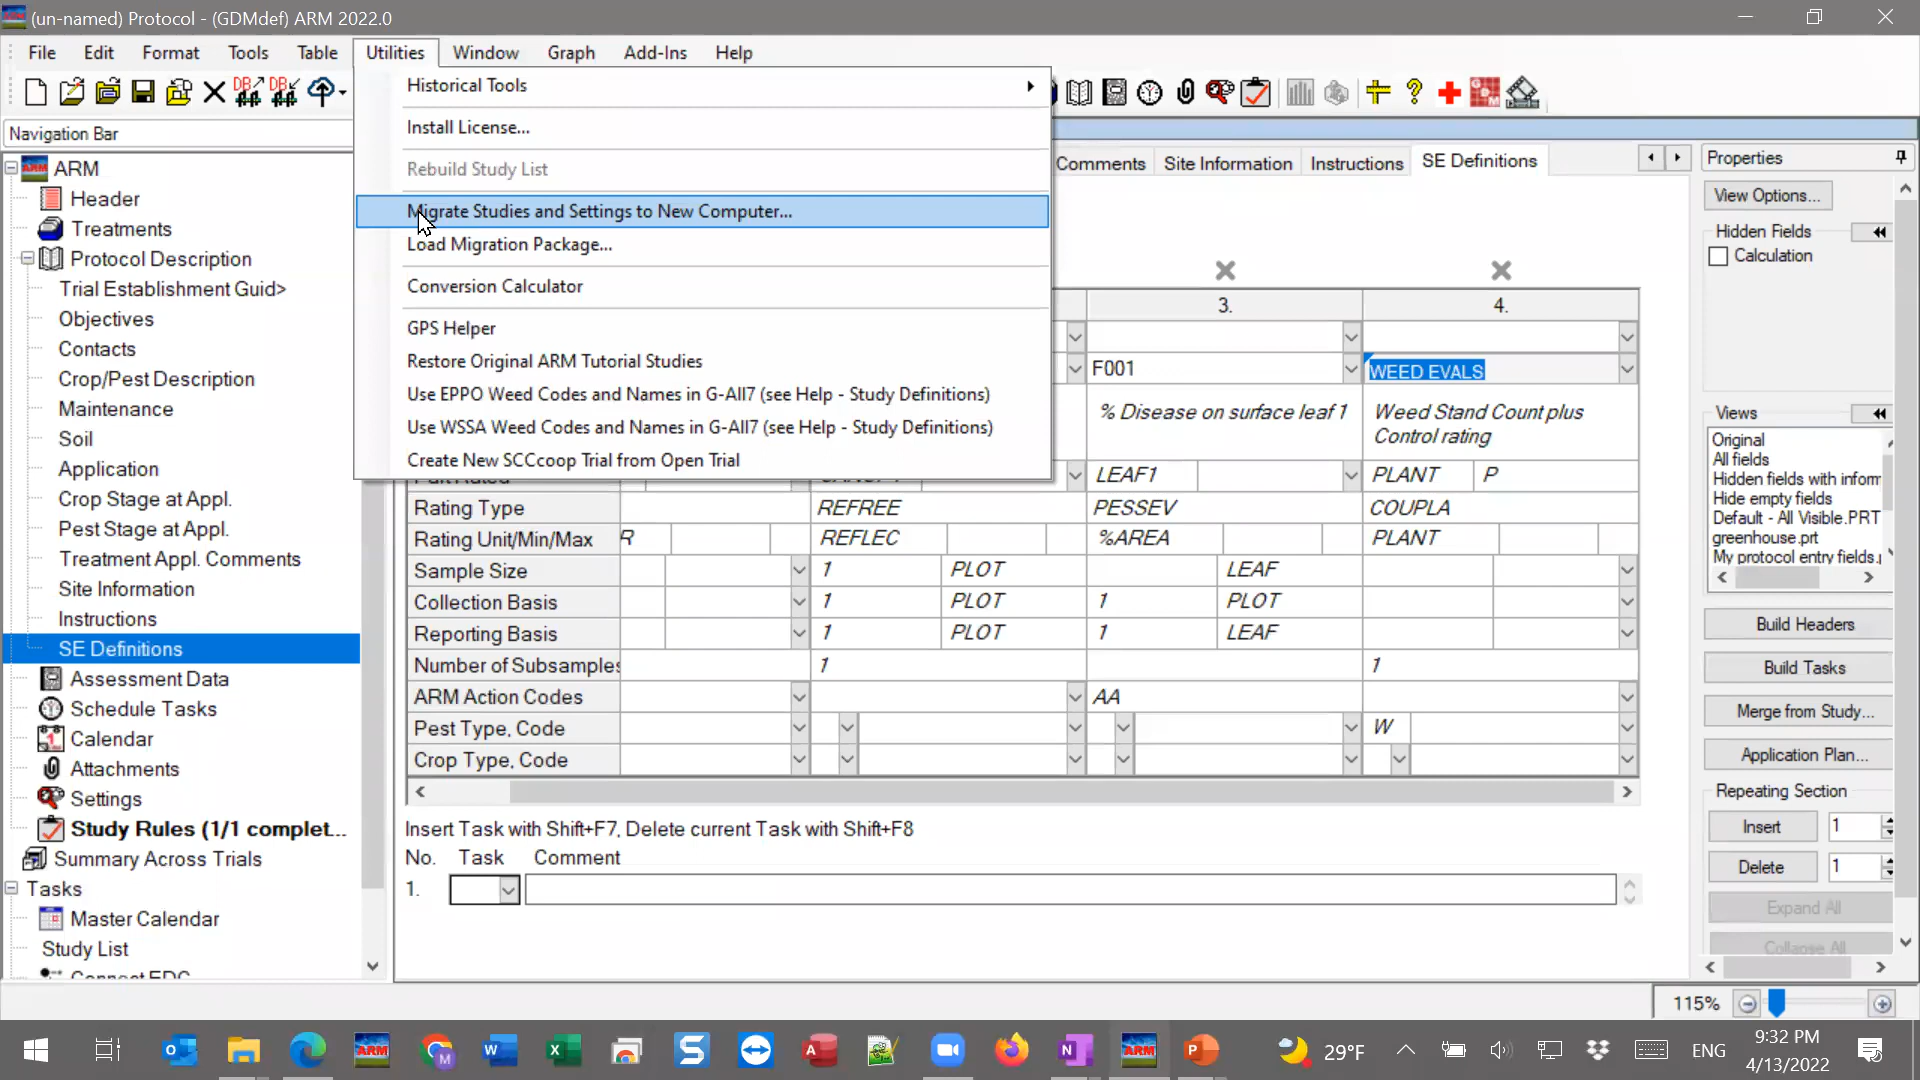 (un-named) Protocol - (GDMdef) ARM 2022.0
File Edit Format Tools Table Utilities Window Graph Add-Ins Help
Navigation Bar
ARM
Header
Treatments
Protocol Description
Trial Establishment Guid>
Objectives
Contacts
Crop/Pest Description
Maintenance
Soil
Application
Crop Stage at Appl.
Pest Stage at Appl.
Treatment Appl. Comments
Site Information
Instructions
SE Definitions
Assessment Data
Schedule Tasks
Calendar
Attachments
Settings
Study Rules (1/1 complet...
Summary Across Trials
Tasks
Master Calendar
Study List
Connect EDC
Historical Tools
Install License...
Rebuild Study List
Migrate Studies and Settings to New Computer...
Load Migration Package...
Conversion Calculator
GPS Helper
Restore Original ARM Tutorial Studies
Use EPPO Weed Codes and Names in G-All7 (see Help - Study Definitions)
Use WSSA Weed Codes and Names in G-All7 (see Help - Study Definitions)
Create New SCCcoop Trial from Open Trial
Comments Site Information Instructions SE Definitions
3. 4.
F001 WEED EVALS
% Disease on surface leaf 1 Weed Stand Count plus
Control rating
LEAF1 PLANT P
Rating Type REFREE PESSEV COUPLA
Rating Unit/Min/Max R REFLEC %AREA PLANT
Sample Size 1 PLOT LEAF
Collection Basis 1 PLOT 1 PLOT
Reporting Basis 1 PLOT 1 LEAF
Number of Subsamples 1 1
ARM Action Codes AA
Pest Type, Code W
Crop Type, Code
Insert Task with Shift+F7, Delete current Task with Shift+F8
No. Task Comment
1.
Properties
View Options...
Hidden Fields
Calculation
Views
Original
All fields
Hidden fields with inform
Hide empty fields
Default - All Visible.PRT
greenhouse.prt
My protocol entry fields.
Build Headers
Build Tasks
Merge from Study...
Application Plan...
Repeating Section
Insert 1
Delete 1
Expand All
Collapse All
115%
29°F
ENG
9:32 PM
4/13/2022